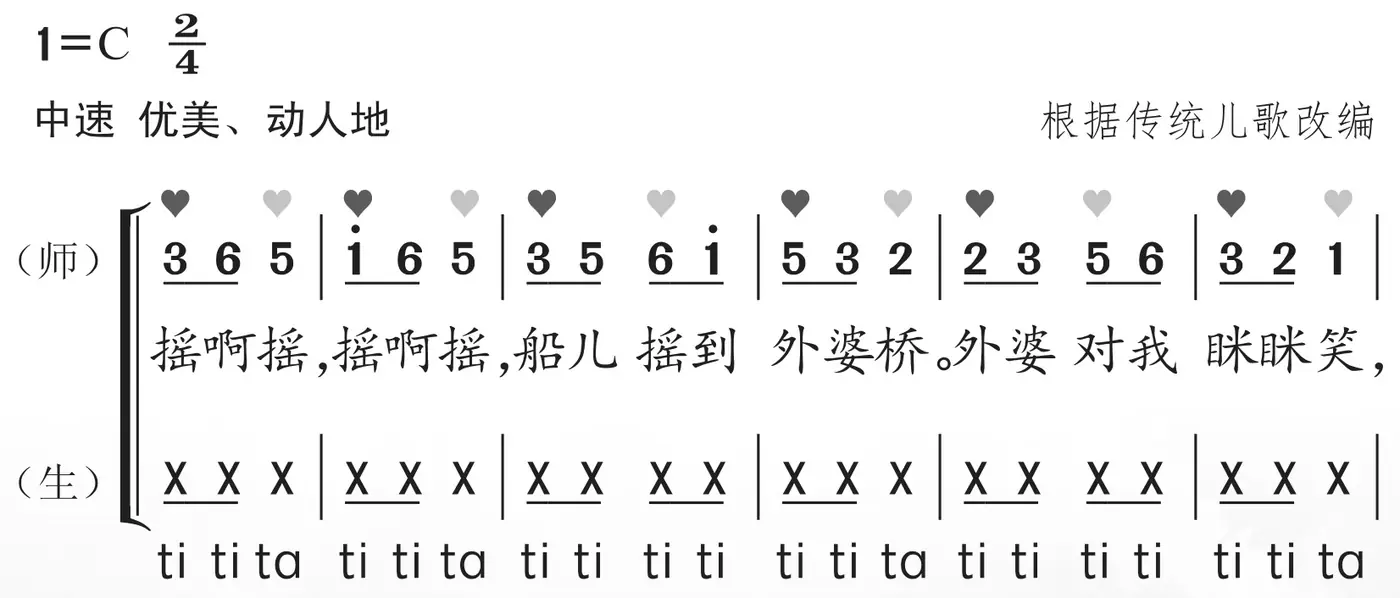 1=C 2/4
中速 优美、动人地 根据传统儿歌改编
(师) 3 6 5 | i̇ 6 5 | 3 5 6 i̇ | 5 3 2 | 2 3 5 6 | 3 2 1 |
摇啊摇,摇啊摇,船儿 摇到 外婆桥。外婆 对我 眯眯笑,
(生) X X X | X X X | X X X X | X X X | X X X X | X X X |
ti ti ta ti ti ta ti ti ti ti ti ti ta ti ti ti ti ti ti ta